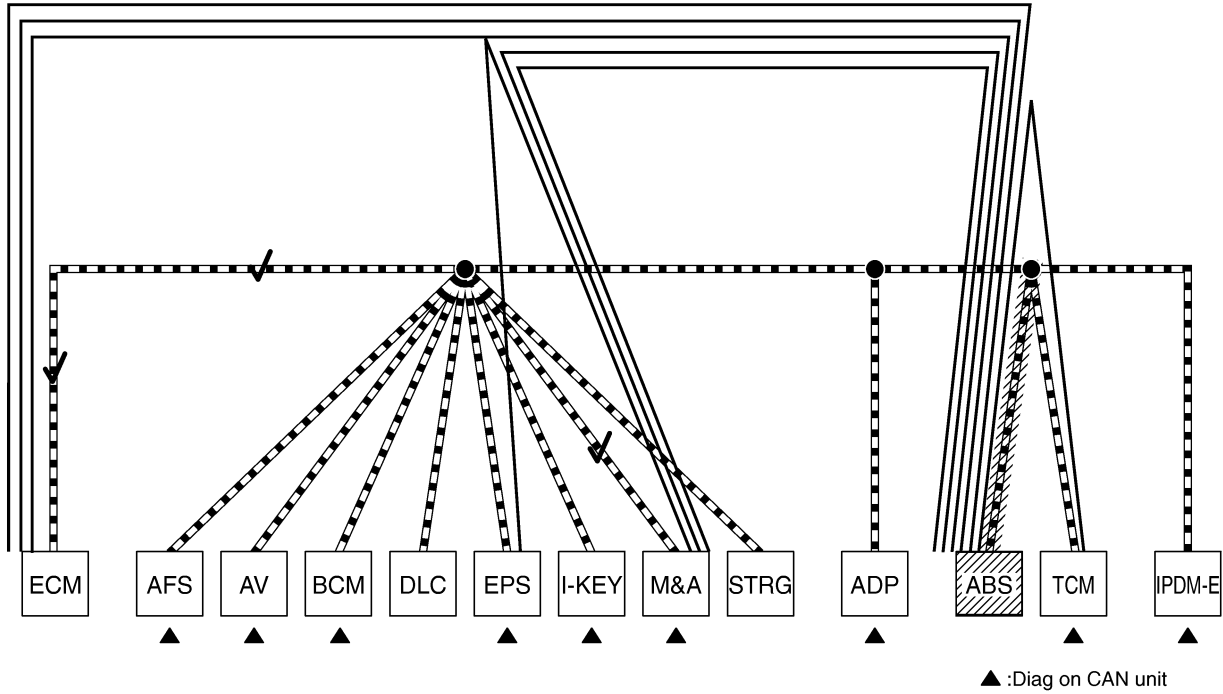 ECM AFS AV BCM DLC EPS I-KEY M&A STRG ADP ABS TCM IPDM-E
:Diag on CAN unit